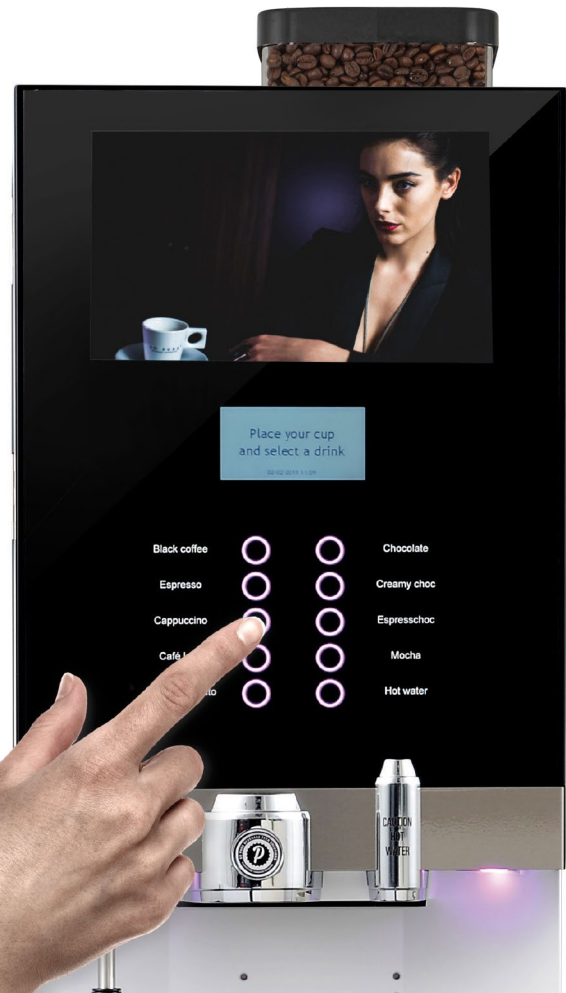 Place your cup
and select a drink
Black coffee
Chocolate
Espresso
Creamy choc
Cappuccino
Espresschoc
Café
Mocha
Hot water
CAUTION
HOT
WATER
P